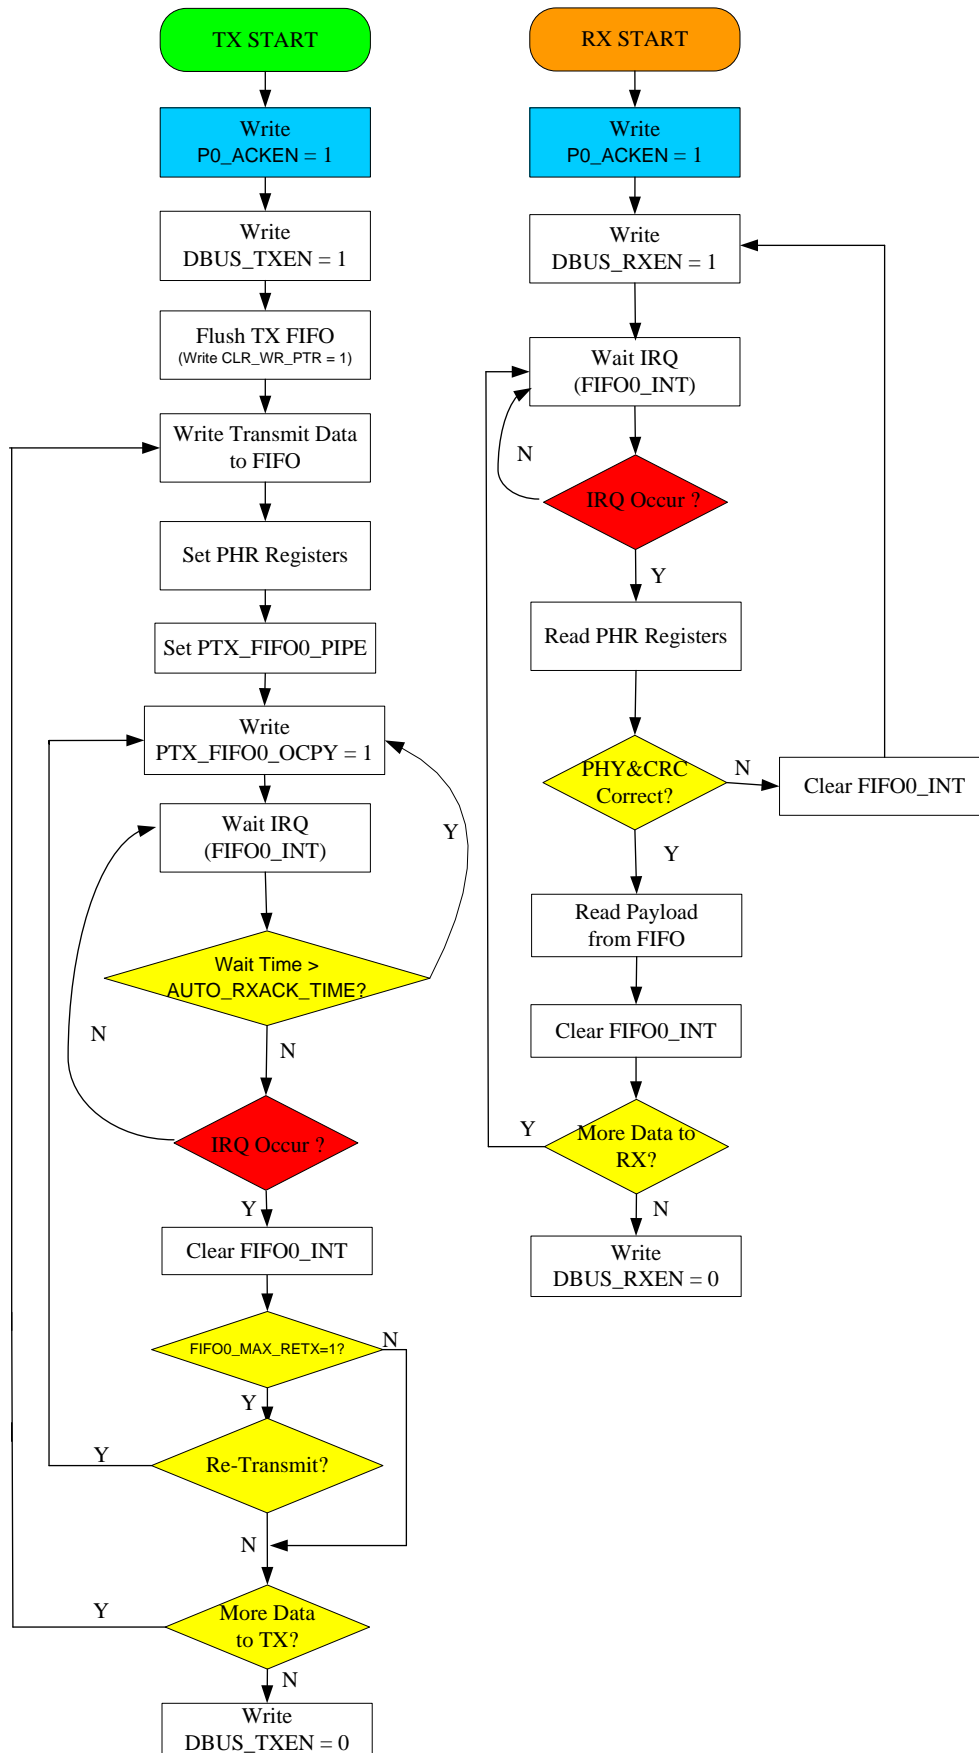 TX START
Write
P0_ACKEN = 1
Write
DBUS_TXEN = 1
Flush TX FIFO
(Write CLR_WR_PTR = 1)
Write Transmit Data
to FIFO
Set PHR Registers
Set PTX_FIFO0_PIPE
Write
PTX_FIFO0_OCPY = 1
Wait IRQ
(FIFO0_INT)
Y
Wait Time >
AUTO_RXACK_TIME?
N
N
IRQ Occur ?
Y
Clear FIFO0_INT
FIFO0_MAX_RETX=1?
N
Y
Re-Transmit?
Y
N
More Data
to TX?
Y
N
Write
DBUS_TXEN = 0
RX START
Write
P0_ACKEN = 1
Write
DBUS_RXEN = 1
Wait IRQ
(FIFO0_INT)
N
IRQ Occur ?
Y
Read PHR Registers
PHY&CRC
Correct?
N
Clear FIFO0_INT
Y
Read Payload
from FIFO
Clear FIFO0_INT
More Data to
RX?
Y
N
Write
DBUS_RXEN = 0